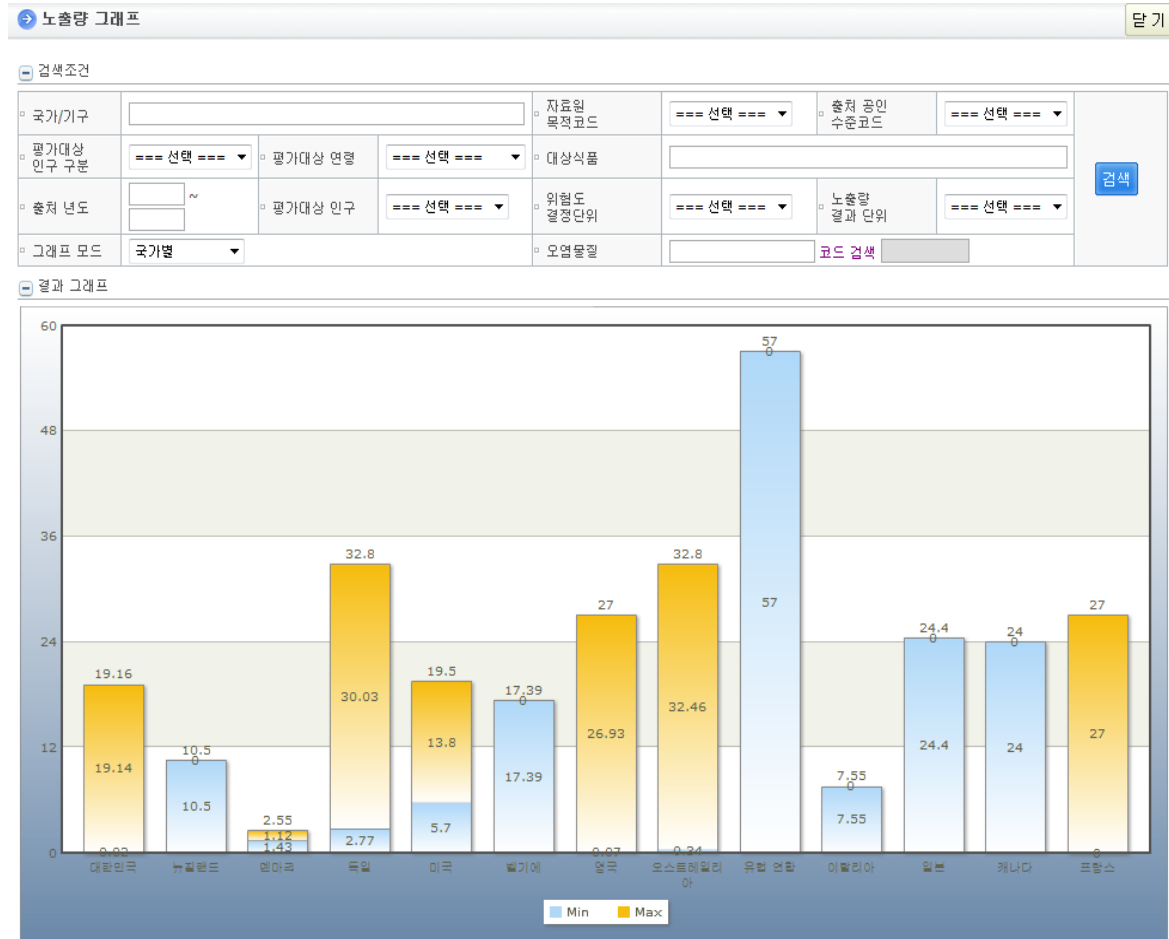 노출량 그래프
닫기
검색조건
국가/기구
자료원
목적코드
=== 선택 ===
출처 공인
수준코드
=== 선택 ===
평가대상
인구 구분
=== 선택 ===
평가대상 연령
=== 선택 ===
대상식품
검색
출처 년도
~
평가대상 인구
=== 선택 ===
위험도
결정단위
=== 선택 ===
노출량
결과 단위
=== 선택 ===
그래프 모드
국가별
오염물질
코드 검색
결과 그래프
60
48
36
24
12
0
19.16
19.14
0.02
10.5
0
10.5
2.55
1.12
1.43
32.8
30.03
2.77
19.5
13.8
5.7
17.39
0
17.39
27
26.93
0.07
32.8
32.46
0.34
57
0
57
7.55
0
7.55
24.4
0
24.4
24
0
24
27
27
0
대한민국
뉴질랜드
덴마크
독일
미국
벨기에
영국
오스트레일리
아
유럽 연합
이탈리아
일본
캐나다
프랑스
Min
Max